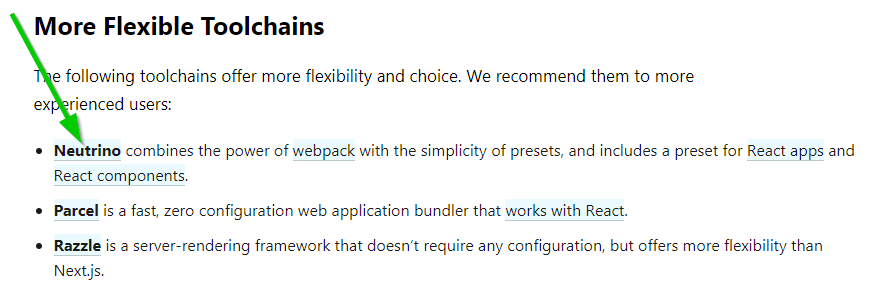 More Flexible Toolchains
The following toolchains offer more flexibility and choice. We recommend them to more
experienced users:
• Neutrino combines the power of webpack with the simplicity of presets, and includes a preset for React apps and
React components.
• Parcel is a fast, zero configuration web application bundler that works with React.
• Razzle is a server-rendering framework that doesn’t require any configuration, but offers more flexibility than
Next.js.